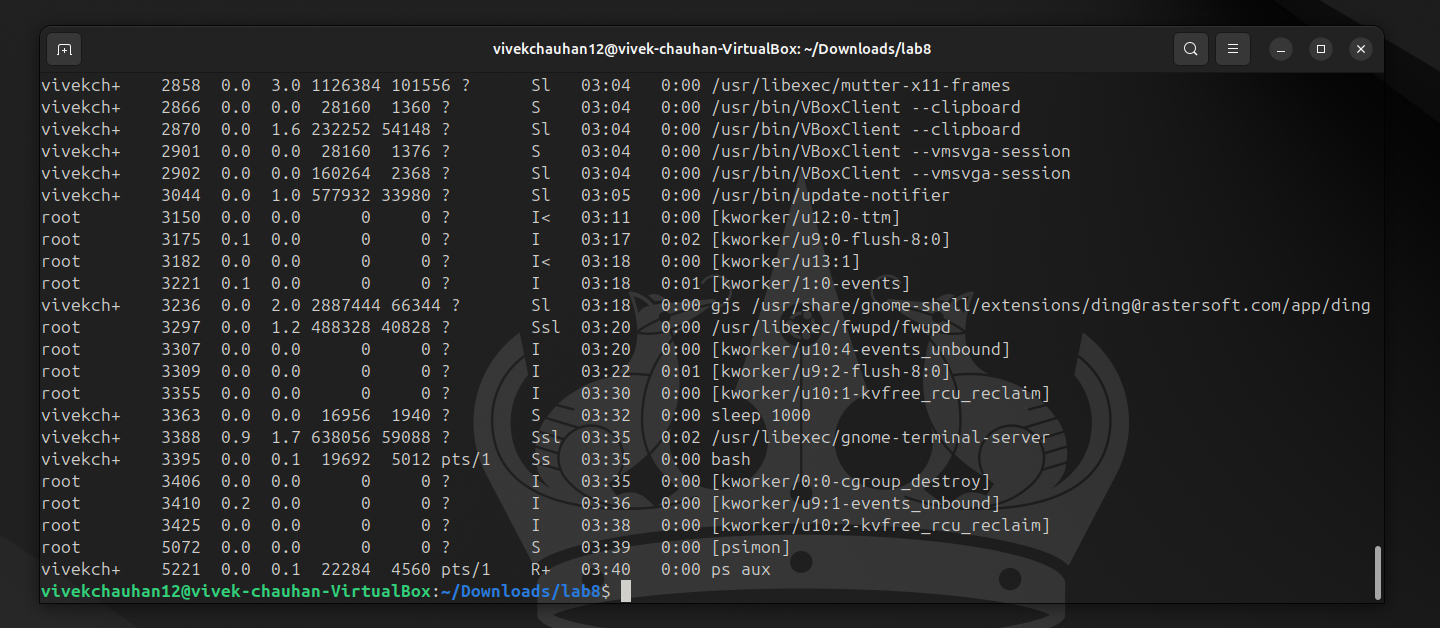 vivekchauhan12@vivek-chauhan-VirtualBox: ~/Downloads/lab8
vivekch+    2858  0.0  3.0 1126384 101556 ?      Sl   03:04   0:00 /usr/libexec/mutter-x11-frames
vivekch+    2866  0.0  0.0  28160  1360 ?        S    03:04   0:00 /usr/bin/VBoxClient --clipboard
vivekch+    2870  0.0  1.6 232252 54148 ?        Sl   03:04   0:00 /usr/bin/VBoxClient --clipboard
vivekch+    2901  0.0  0.0  28160  1376 ?        S    03:04   0:00 /usr/bin/VBoxClient --vmsvga-session
vivekch+    2902  0.0  0.0 160264  2368 ?        Sl   03:04   0:00 /usr/bin/VBoxClient --vmsvga-session
vivekch+    3044  0.0  1.0 577932 33980 ?        Sl   03:05   0:00 /usr/bin/update-notifier
root        3150  0.0  0.0      0     0 ?        I<   03:11   0:00 [kworker/u12:0-ttm]
root        3175  0.1  0.0      0     0 ?        I    03:17   0:02 [kworker/u9:0-flush-8:0]
root        3182  0.0  0.0      0     0 ?        I<   03:18   0:00 [kworker/u13:1]
root        3221  0.1  0.0      0     0 ?        I    03:18   0:01 [kworker/1:0-events]
vivekch+    3236  0.0  2.0 2887444 66344 ?       Sl   03:18   0:00 gjs /usr/share/gnome-shell/extensions/ding@rastersoft.com/app/ding
root        3297  0.0  1.2 488328 40828 ?        Ssl  03:20   0:00 /usr/libexec/fwupd/fwupd
root        3307  0.0  0.0      0     0 ?        I    03:20   0:00 [kworker/u10:4-events_unbound]
root        3309  0.0  0.0      0     0 ?        I    03:22   0:01 [kworker/u9:2-flush-8:0]
root        3355  0.0  0.0      0     0 ?        I    03:30   0:00 [kworker/u10:1-kvfree_rcu_reclaim]
vivekch+    3363  0.0  0.0  16956  1940 ?        S    03:32   0:00 sleep 1000
vivekch+    3388  0.9  1.7 638056 59088 ?        Ssl  03:35   0:02 /usr/libexec/gnome-terminal-server
vivekch+    3395  0.0  0.1  19692  5012 pts/1    Ss   03:35   0:00 bash
root        3406  0.0  0.0      0     0 ?        I    03:35   0:00 [kworker/0:0-cgroup_destroy]
root        3410  0.2  0.0      0     0 ?        I    03:36   0:00 [kworker/u9:1-events_unbound]
root        3425  0.0  0.0      0     0 ?        I    03:38   0:00 [kworker/u10:2-kvfree_rcu_reclaim]
root        5072  0.0  0.0      0     0 ?        S    03:39   0:00 [psimon]
vivekch+    5221  0.0  0.1  22284  4560 pts/1    R+   03:40   0:00 ps aux
vivekchauhan12@vivek-chauhan-VirtualBox:~/Downloads/lab8$